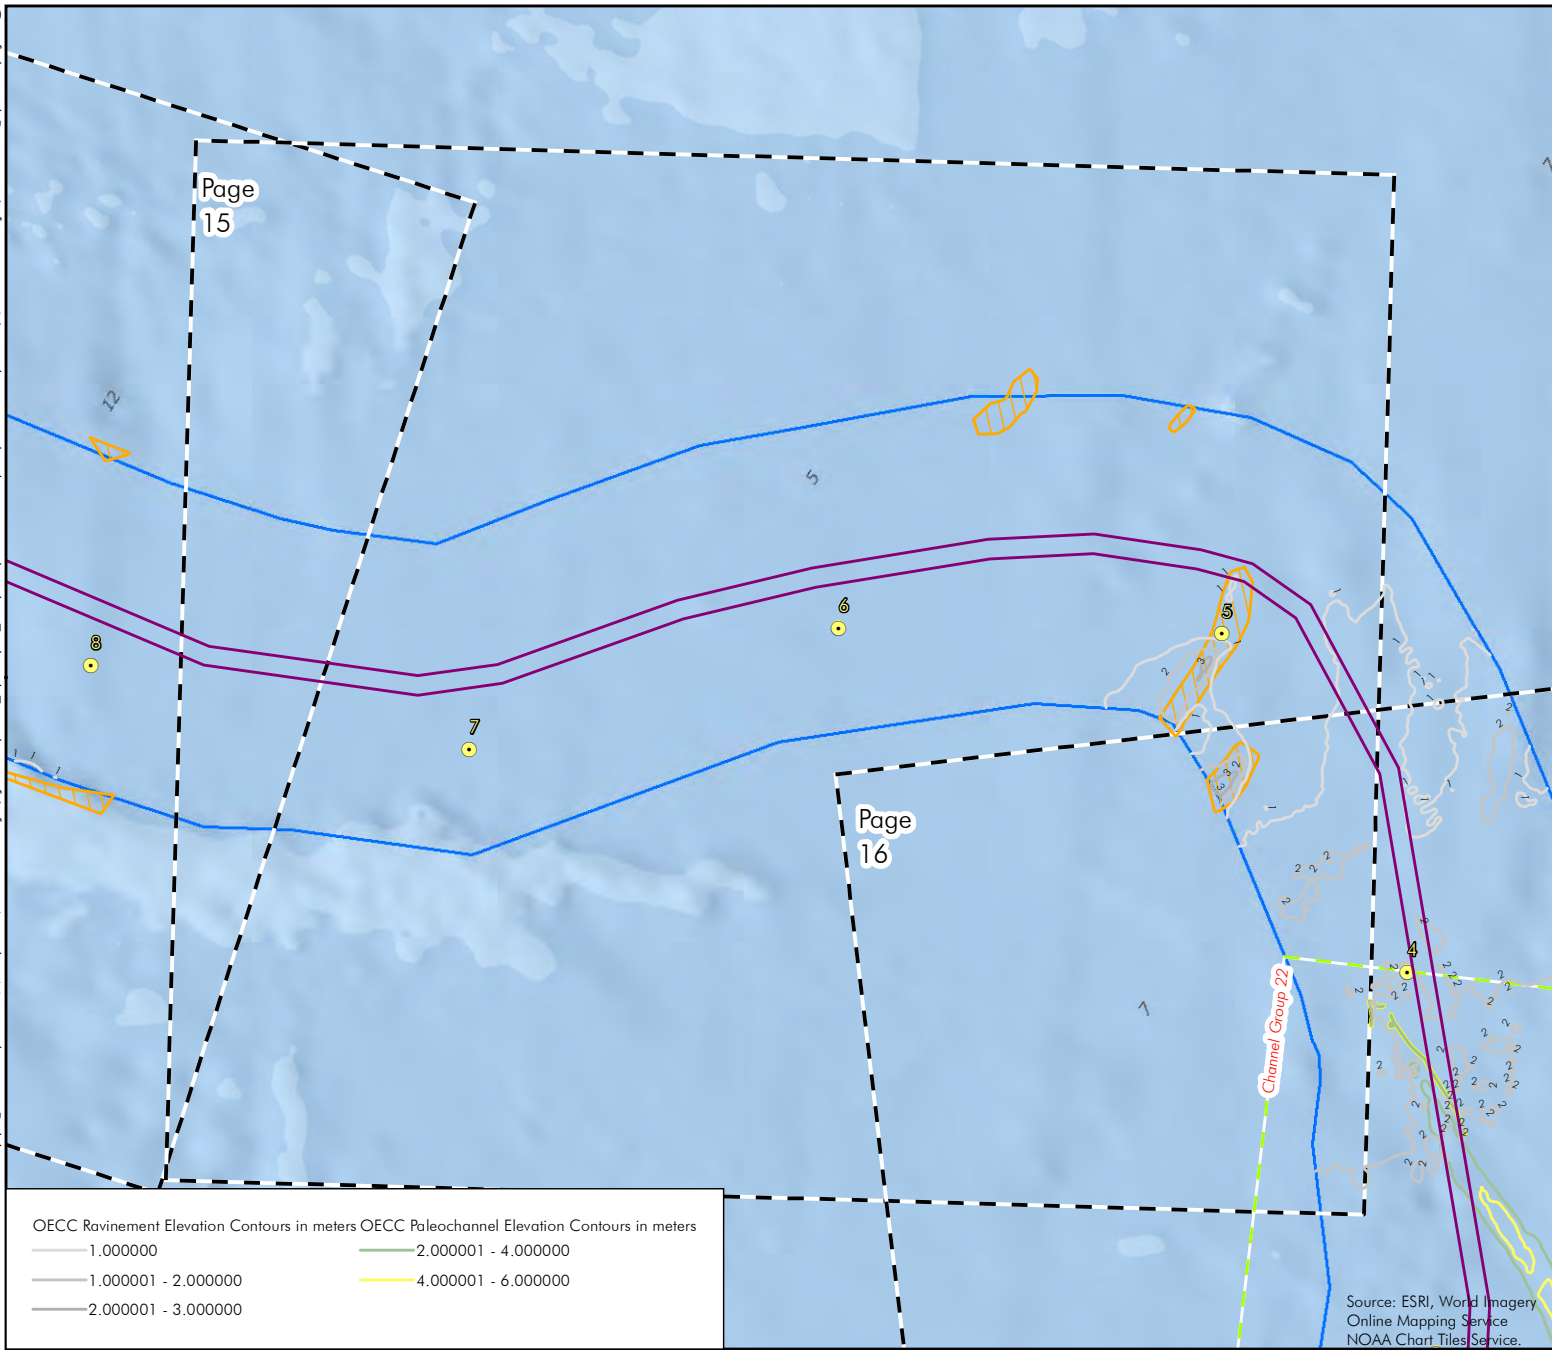 Page
15
12
5
6
5
8
7
Page
16
4
7
Channel Group 22
OECC Ravinement Elevation Contours in meters OECC Paleochannel Elevation Contours in meters
1.000000 2.000001 - 4.000000
1.000001 - 2.000000 4.000001 - 6.000000
2.000001 - 3.000000
Source: ESRI, World Imagery
Online Mapping Service
NOAA Chart Tiles Service.